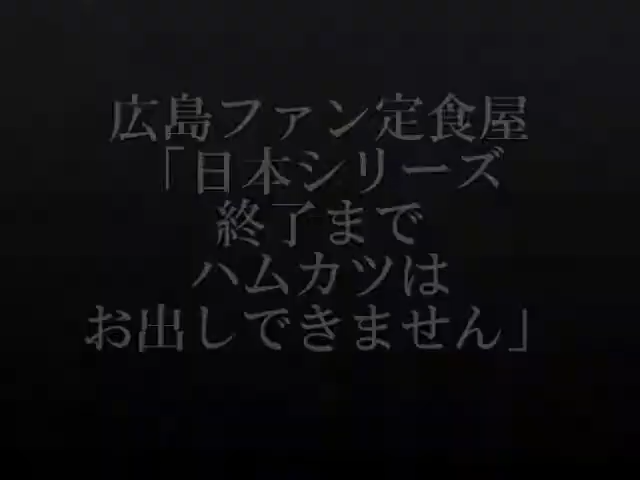 広島ファン定食屋
「日本シリーズ
終了まで
ハムカツは
お出しできません」